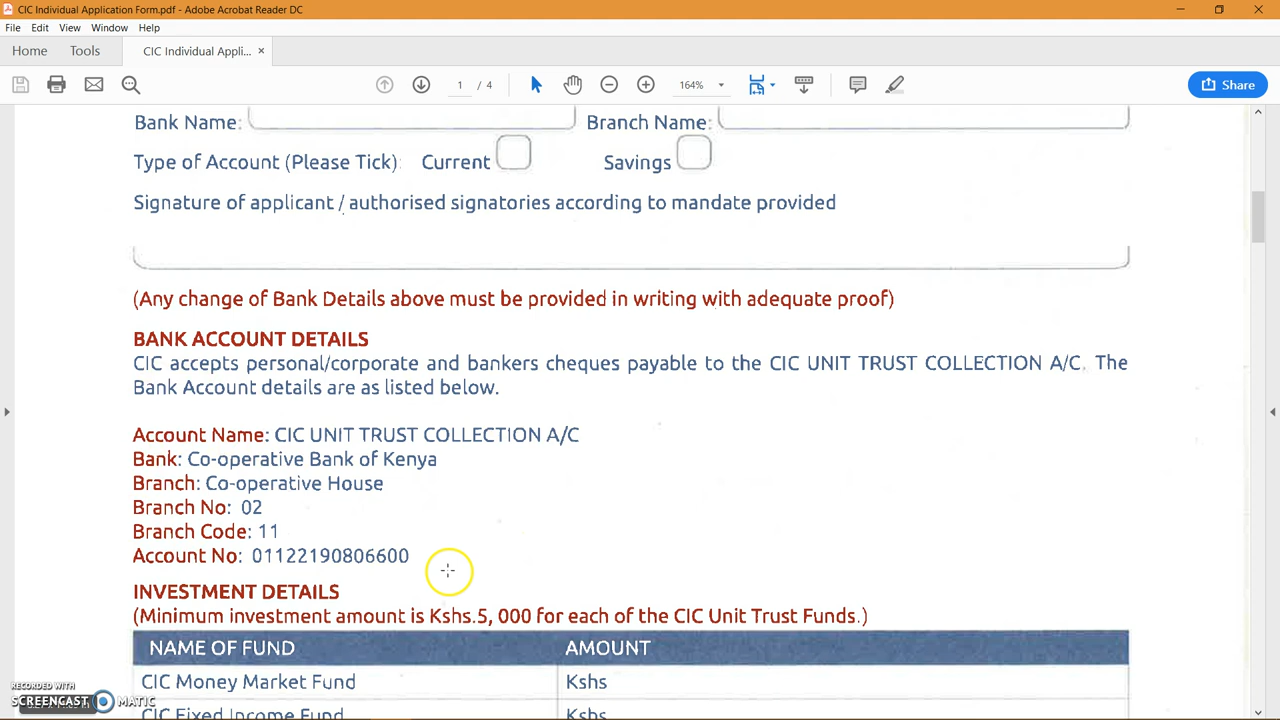 CIC Individual Application Form.pdf - Adobe Acrobat Reader DC
File Edit View Window Help
Home Tools CIC Individual Appli... ×
1 / 4 164% Share
Bank Name: Branch Name:
Type of Account (Please Tick): Current Savings
Signature of applicant / authorised signatories according to mandate provided
(Any change of Bank Details above must be provided in writing with adequate proof)
BANK ACCOUNT DETAILS
CIC accepts personal/corporate and bankers cheques payable to the CIC UNIT TRUST COLLECTION A/C. The
Bank Account details are as listed below.
Account Name: CIC UNIT TRUST COLLECTION A/C
Bank: Co-operative Bank of Kenya
Branch: Co-operative House
Branch No: 02
Branch Code: 11
Account No: 01122190806600
INVESTMENT DETAILS
(Minimum investment amount is Kshs.5, 000 for each of the CIC Unit Trust Funds.)
NAME OF FUND AMOUNT
CIC Money Market Fund Kshs
CIC Fixed Income Fund Kshs
RECORDED WITH
SCREENCAST MATIC